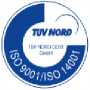 TÜV NORD
TÜV NORD CERT
GmbH
ISO 9001/ISO 14001